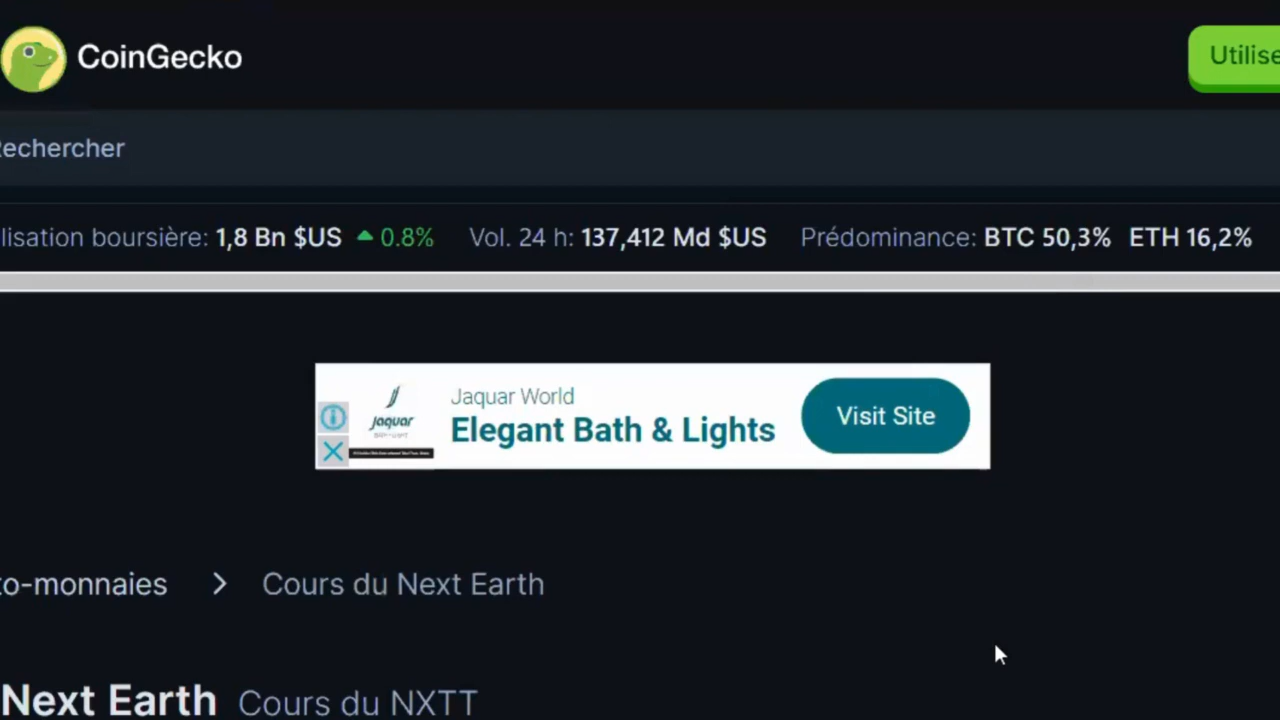 CoinGecko
Utilise
Rechercher
lisation boursière: 1,8 Bn $US 0.8% Vol. 24 h: 137,412 Md $US Prédominance: BTC 50,3% ETH 16,2%
Jaquar World
Jaquar
Elegant Bath & Lights
Visit Site
to-monnaies > Cours du Next Earth
Next Earth Cours du NXTT